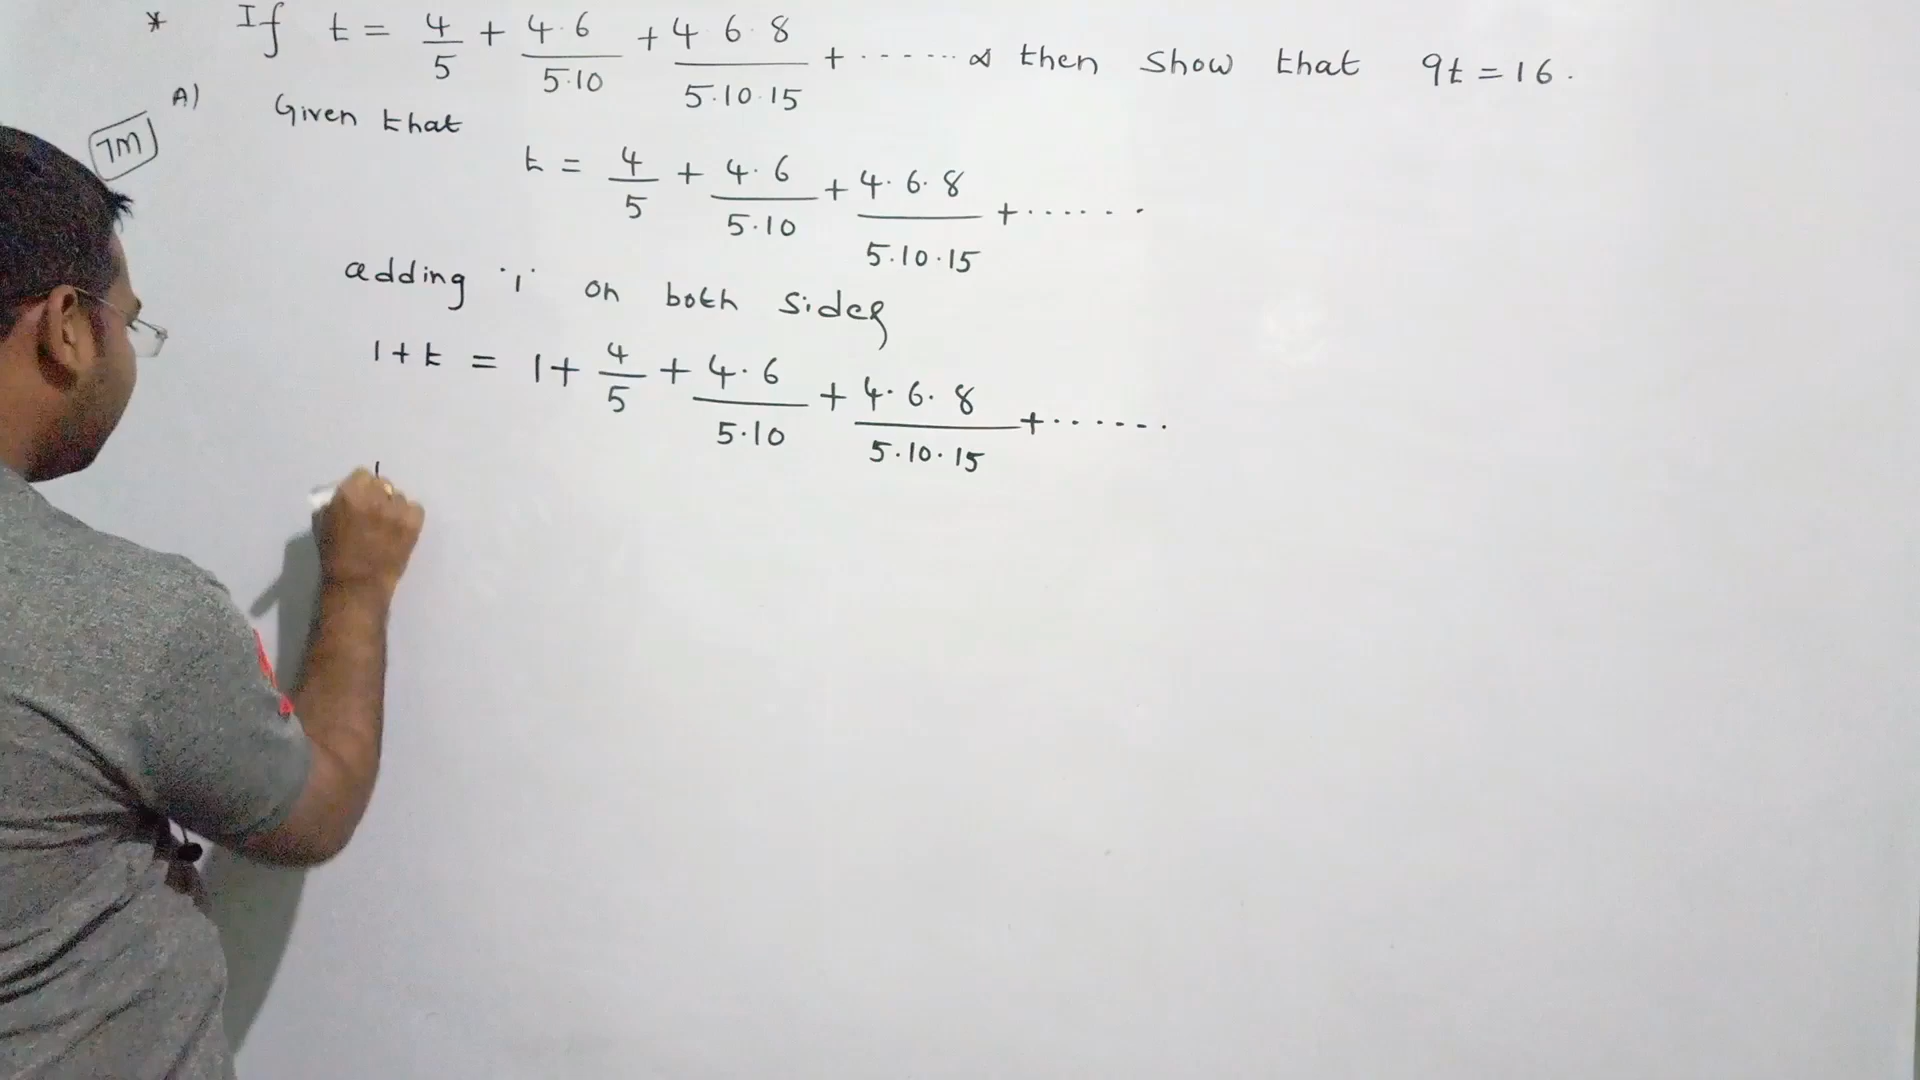 * If t = 4/5 + 4·6/5·10 + 4·6·8/5·10·15 + ------ ∝ then show that 9t = 16.
A) Given that
7M
t = 4/5 + 4·6/5·10 + 4·6·8/5·10·15 + ......
adding '1' on both sides
1+t = 1 + 4/5 + 4·6/5·10 + 4·6·8/5·10·15 + ......